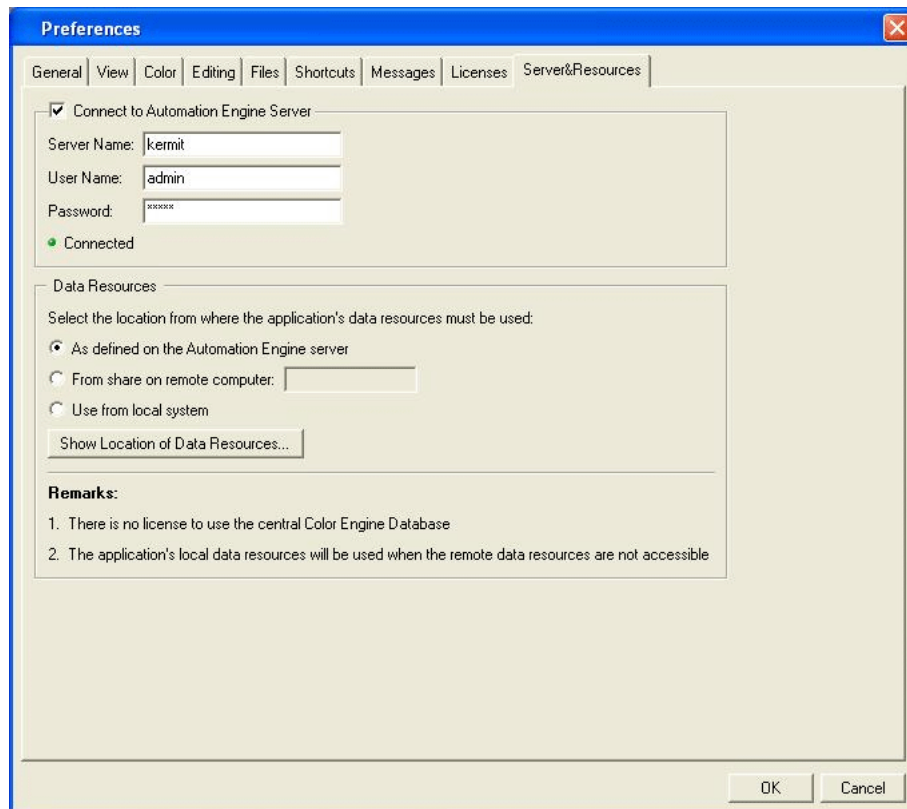 Preferences
General View Color Editing Files Shortcuts Messages Licenses Server&Resources
Connect to Automation Engine Server
Server Name: kermit
User Name: admin
Password: *****
Connected
Data Resources
Select the location from where the application's data resources must be used:
As defined on the Automation Engine server
From share on remote computer:
Use from local system
Show Location of Data Resources...
Remarks:
1. There is no license to use the central Color Engine Database
2. The application's local data resources will be used when the remote data resources are not accessible
OK Cancel